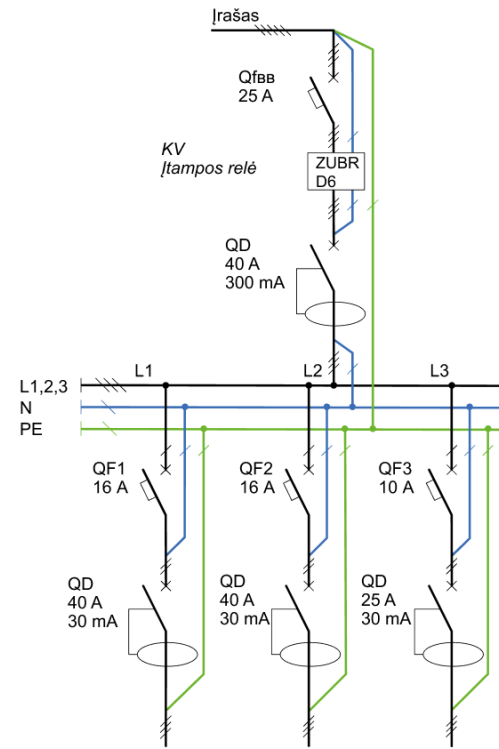 Įrašas
Qfвв
25 A
KV
Įtampos relė
ZUBR
D6
QD
40 A
300 mA
L1
L2
L3
L1,2,3
N
PE
QF1
16 A
QF2
16 A
QF3
10 A
QD
40 A
30 mA
QD
40 A
30 mA
QD
25 A
30 mA